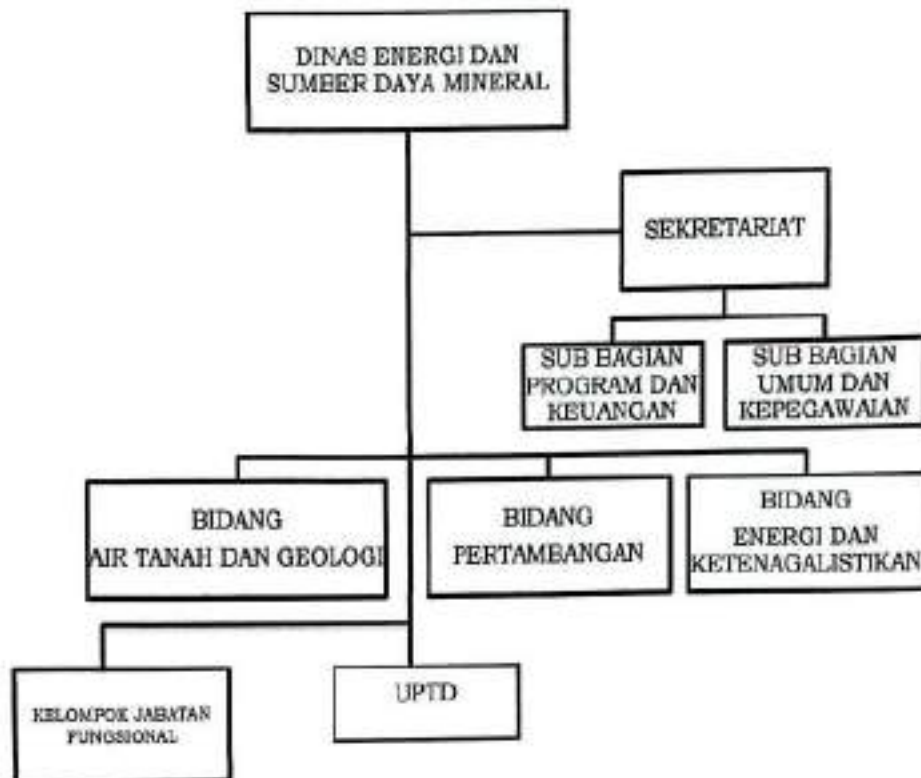 DINAS ENERGI DAN
SUMBER DAYA MINERAL
SEKRETARIAT
SUB BAGIAN
PROGRAM DAN
KEUANGAN
SUB BAGIAN
UMUM DAN
KEPEGAWAIAN
BIDANG
AIR TANAH DAN GEOLOGI
BIDANG
PERTAMBANGAN
BIDANG
ENERGI DAN
KETENAGALISTIKAN
KELOMPOK JABATAN
FUNGSIONAL
UPTD